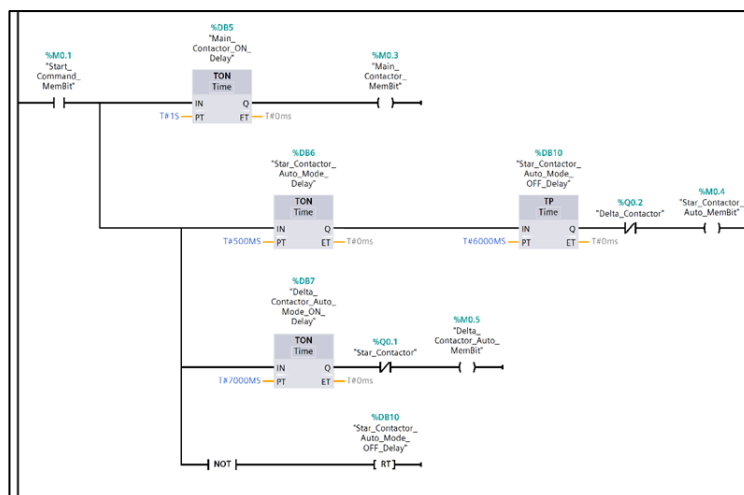 %DB5
"Main_
Contactor_ON_
Delay"
%M0.1
"Start_
Command_
MemBit"
TON
Time
%M0.3
"Main_
Contactor_
MemBit"
IN
Q
T#1S
PT
ET
T#0ms
%DB6
"Star_Contactor_
Auto_Mode_
Delay"
%DB10
"Star_Contactor_
Auto_Mode_
OFF_Delay"
TON
Time
TP
Time
%Q0.2
"Delta_Contactor"
%M0.4
"Star_Contactor_
Auto_MemBit"
IN
Q
IN
Q
T#500MS
PT
ET
T#0ms
T#6000MS
PT
ET
T#0ms
%DB7
"Delta_
Contactor_Auto_
Mode_ON_
Delay"
TON
Time
%Q0.1
"Star_Contactor"
%M0.5
"Delta_
Contactor_Auto_
MemBit"
IN
Q
T#7000MS
PT
ET
T#0ms
%DB10
"Star_Contactor_
Auto_Mode_
OFF_Delay"
NOT
RT